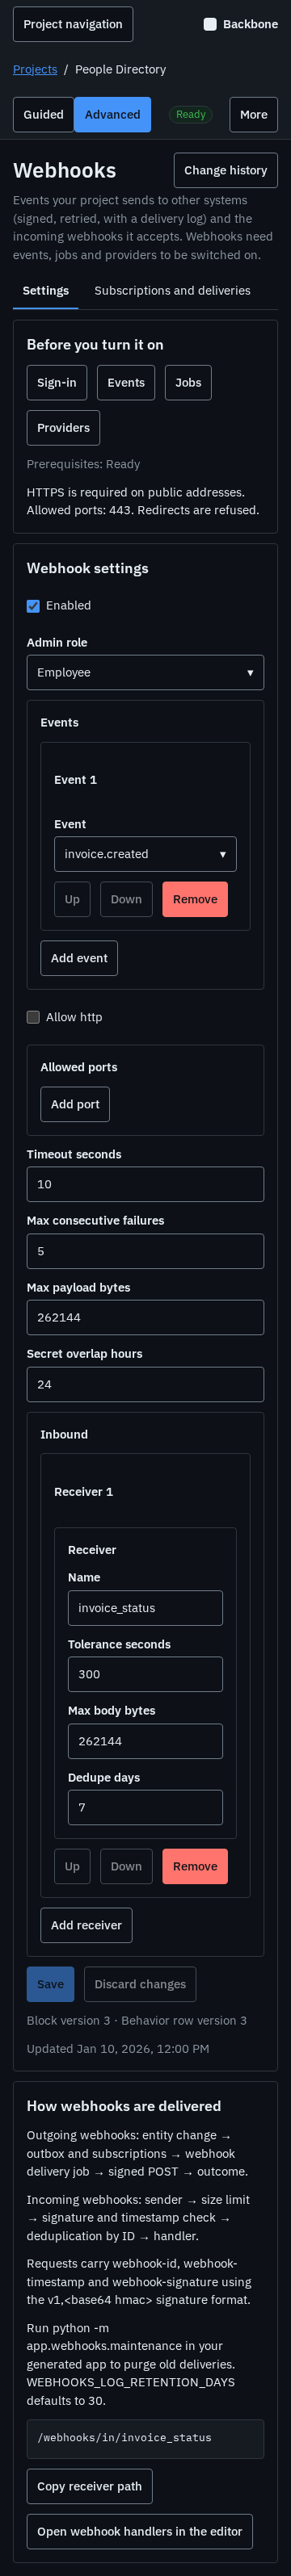 Project navigation
Backbone
Projects / People Directory
Guided Advanced Ready More
Webhooks
Change history
Events your project sends to other systems
(signed, retried, with a delivery log) and the
incoming webhooks it accepts. Webhooks need
events, jobs and providers to be switched on.
Settings Subscriptions and deliveries
Before you turn it on
Sign-in Events Jobs
Providers
Prerequisites: Ready
HTTPS is required on public addresses.
Allowed ports: 443. Redirects are refused.
Webhook settings
Enabled
Admin role
Employee
Events
Event 1
Event
invoice.created
Up Down Remove
Add event
Allow http
Allowed ports
Add port
Timeout seconds
10
Max consecutive failures
5
Max payload bytes
262144
Secret overlap hours
24
Inbound
Receiver 1
Receiver
Name
invoice_status
Tolerance seconds
300
Max body bytes
262144
Dedupe days
7
Up Down Remove
Add receiver
Save Discard changes
Block version 3 · Behavior row version 3
Updated Jan 10, 2026, 12:00 PM
How webhooks are delivered
Outgoing webhooks: entity change →
outbox and subscriptions → webhook
delivery job → signed POST → outcome.
Incoming webhooks: sender → size limit
→ signature and timestamp check →
deduplication by ID → handler.
Requests carry webhook-id, webhook-
timestamp and webhook-signature using
the v1,<base64 hmac> signature format.
Run python -m
app.webhooks.maintenance in your
generated app to purge old deliveries.
WEBHOOKS_LOG_RETENTION_DAYS
defaults to 30.
/webhooks/in/invoice_status
Copy receiver path
Open webhook handlers in the editor